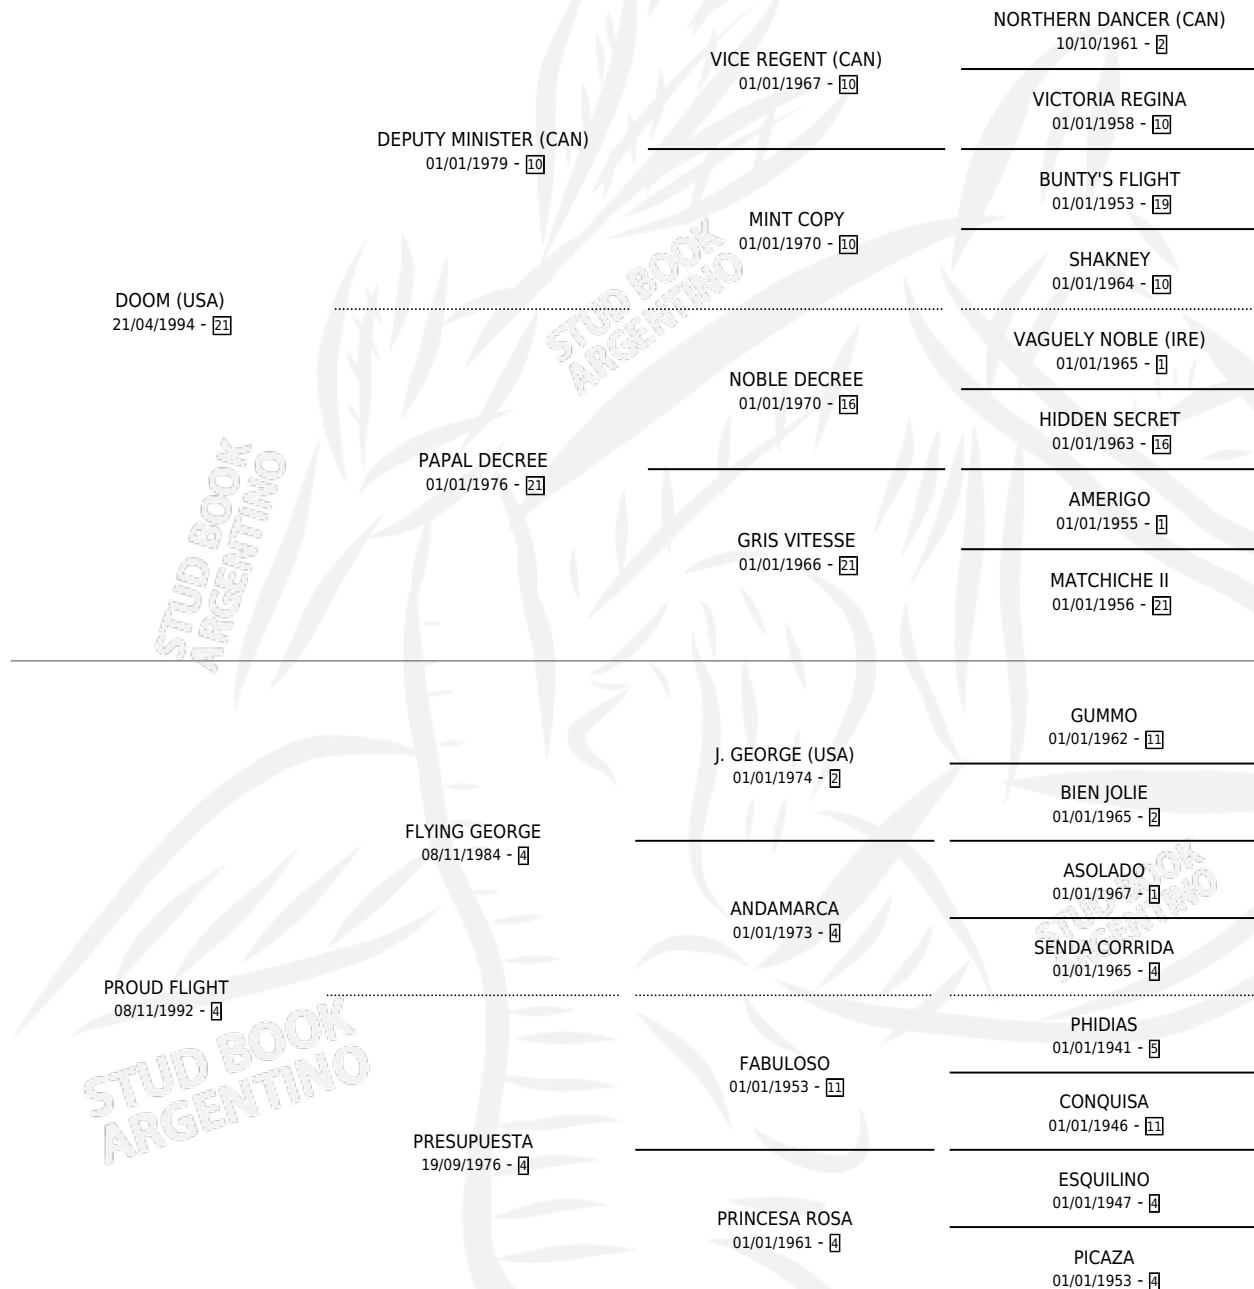 NORTHERN DANCER (CAN)
10/10/1961 - 2
VICE REGENT (CAN)
01/01/1967 - 10
VICTORIA REGINA
01/01/1958 - 10
DEPUTY MINISTER (CAN)
01/01/1979 - 10
BUNTY'S FLIGHT
01/01/1953 - 19
MINT COPY
01/01/1970 - 10
SHAKNEY
01/01/1964 - 10
DOOM (USA)
21/04/1994 - 21
VAGUELY NOBLE (IRE)
01/01/1965 - 1
NOBLE DECREE
01/01/1970 - 16
HIDDEN SECRET
01/01/1963 - 16
PAPAL DECREE
01/01/1976 - 21
AMERIGO
01/01/1955 - 1
GRIS VITESSE
01/01/1966 - 21
MATCHICHE II
01/01/1956 - 21
GUMMO
01/01/1962 - 11
J. GEORGE (USA)
01/01/1974 - 2
BIEN JOLIE
01/01/1965 - 2
FLYING GEORGE
08/11/1984 - 4
ASOLADO
01/01/1967 - 1
ANDAMARCA
01/01/1973 - 4
SENDA CORRIDA
01/01/1965 - 4
PROUD FLIGHT
08/11/1992 - 4
PHIDIAS
01/01/1941 - 5
FABULOSO
01/01/1953 - 11
CONQUISA
01/01/1946 - 11
PRESUPUESTA
19/09/1976 - 4
ESQUILINO
01/01/1947 - 4
PRINCESA ROSA
01/01/1961 - 4
PICAZA
01/01/1953 - 4
STUD BOOK
ARGENTINO
STUD BOOK
ARGENTINO
STUD BOOK
ARGENTINO
STUD BOOK
ARGENTINO